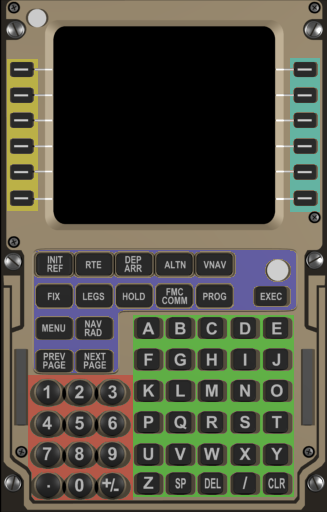 INIT REF
RTE
DEP ARR
ALTN
VNAV
FIX
LEGS
HOLD
FMC COMM
PROG
EXEC
MENU
NAV RAD
PREV PAGE
NEXT PAGE
A B C D E
F G H I J
K L M N O
P Q R S T
U V W X Y
Z SP DEL / CLR
1 2 3
4 5 6
7 8 9
. 0 +/-